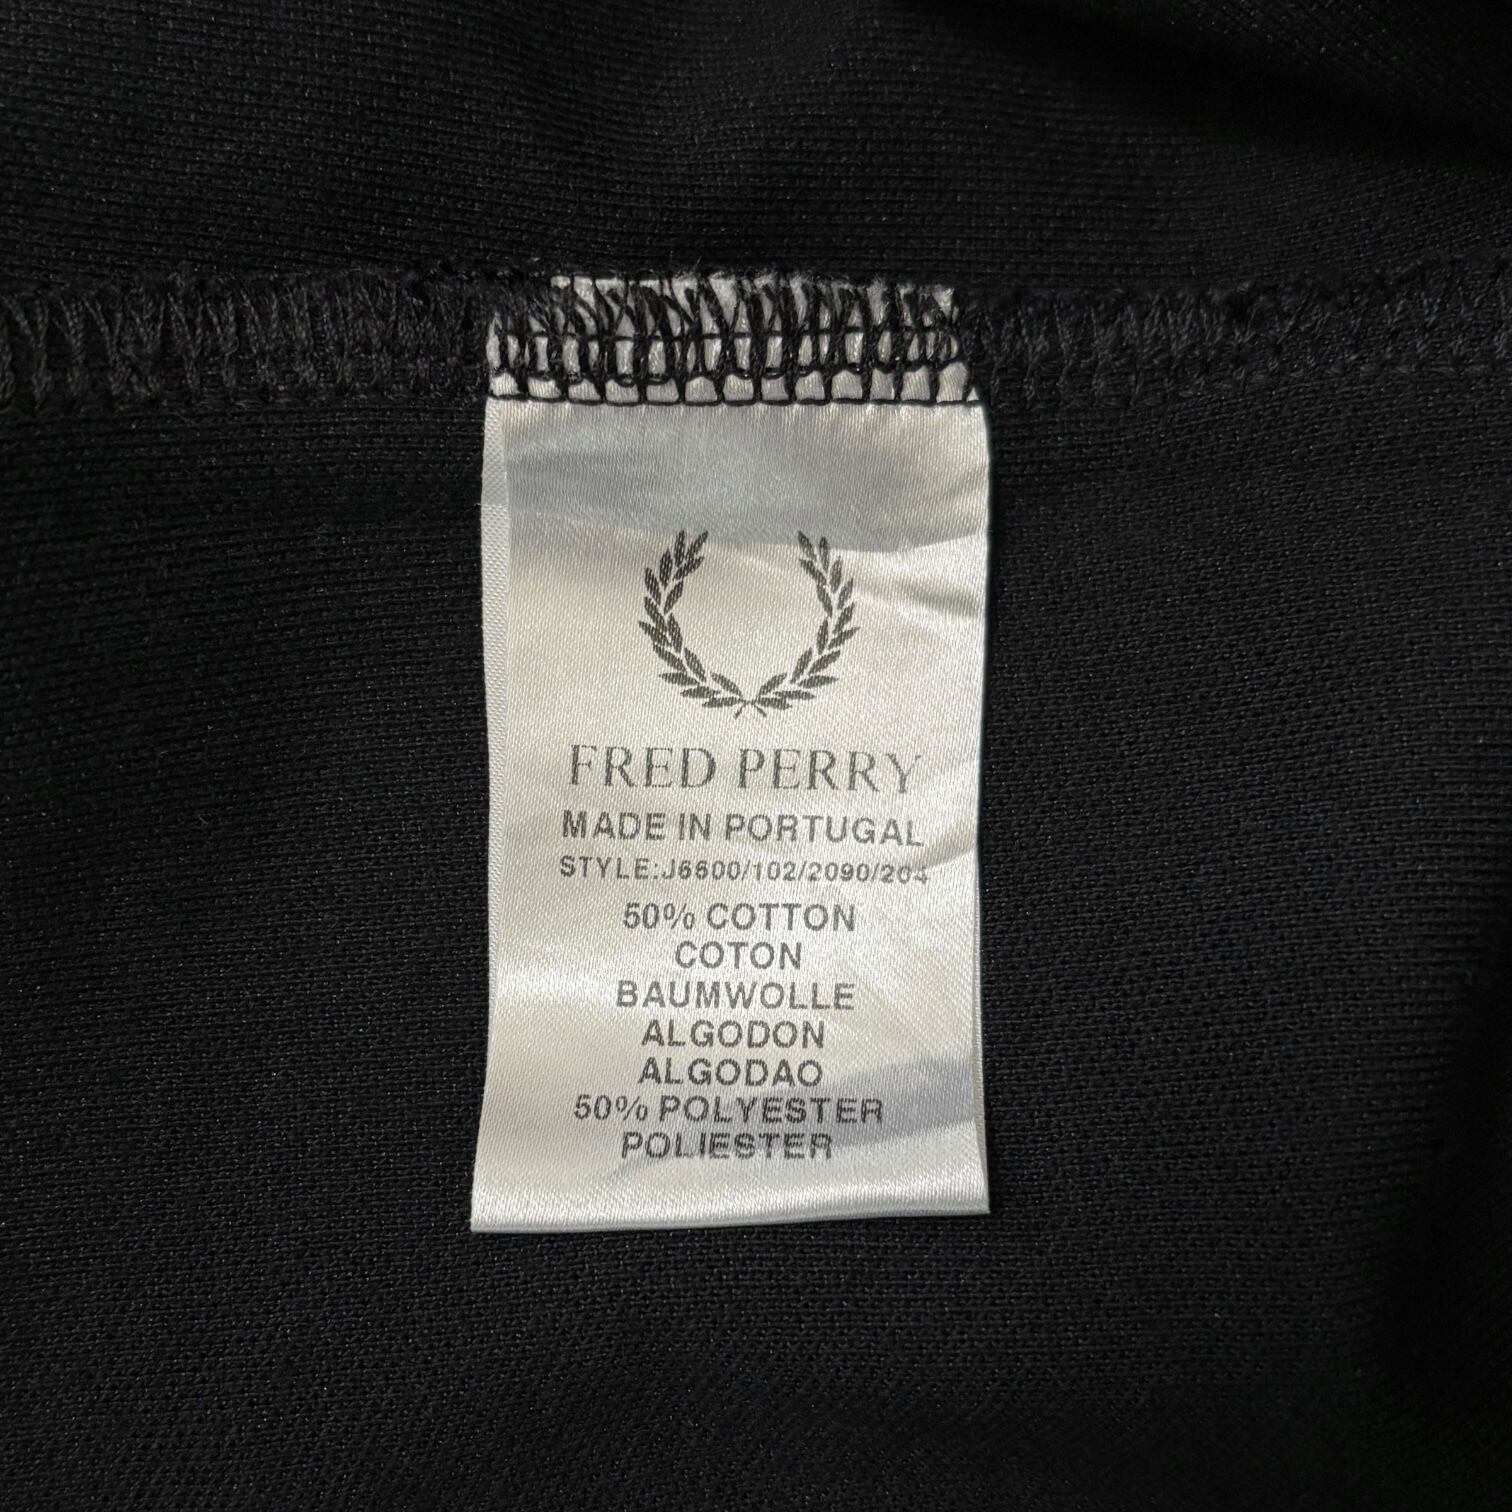 FRED PERRY
MADE IN PORTUGAL
STYLE:J6600/102/2090/204
50% COTTON
COTON
BAUMWOLLE
ALGODON
ALGODAO
50% POLYESTER
POLIESTER